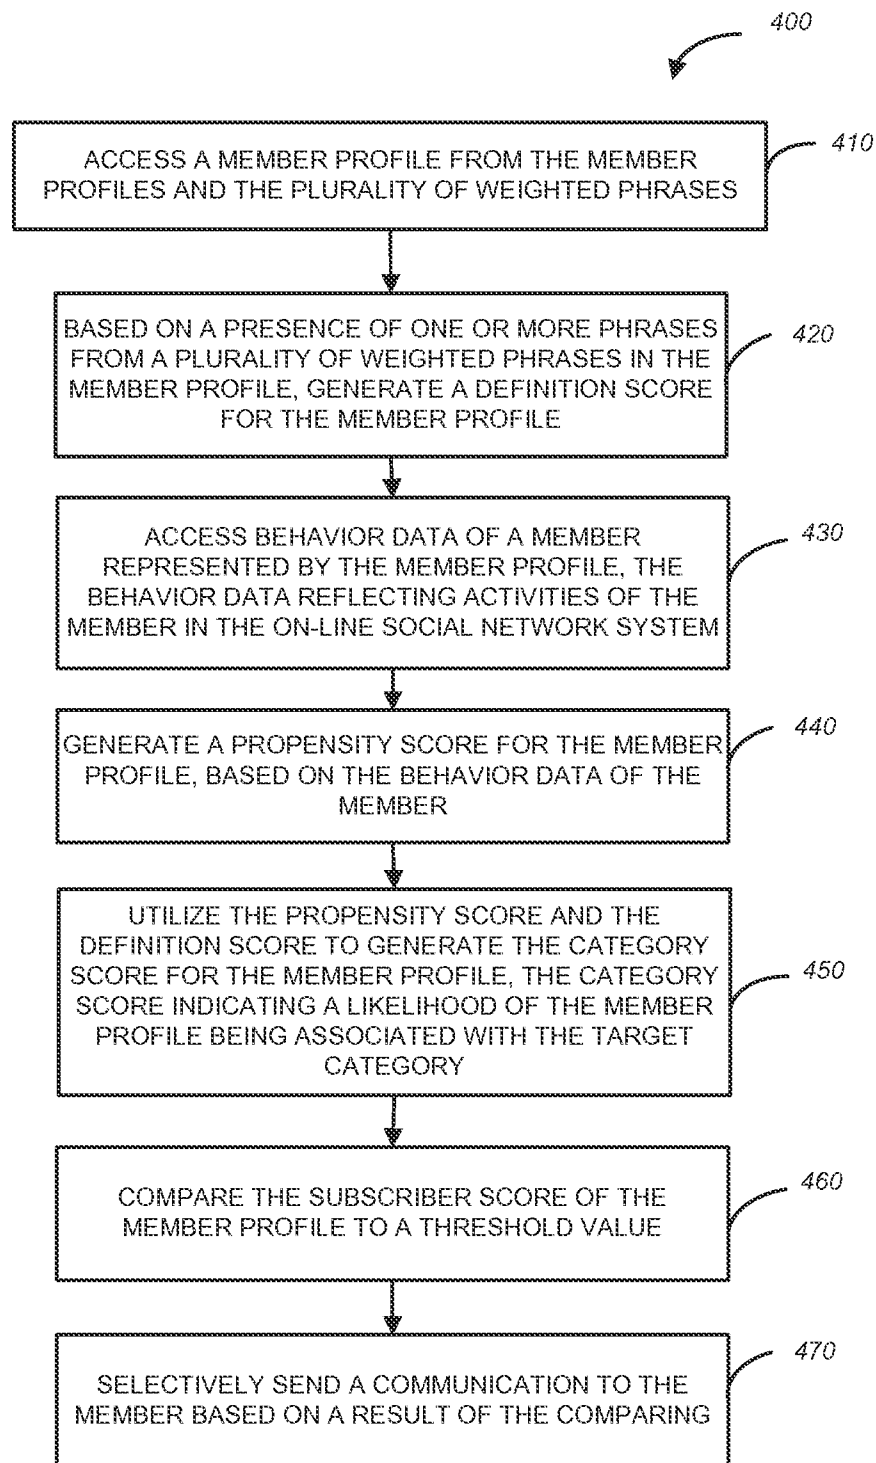 400
ACCESS A MEMBER PROFILE FROM THE MEMBER
PROFILES AND THE PLURALITY OF WEIGHTED PHRASES
410
BASED ON A PRESENCE OF ONE OR MORE PHRASES
FROM A PLURALITY OF WEIGHTED PHRASES IN THE
MEMBER PROFILE, GENERATE A DEFINITION SCORE
FOR THE MEMBER PROFILE
420
ACCESS BEHAVIOR DATA OF A MEMBER
REPRESENTED BY THE MEMBER PROFILE, THE
BEHAVIOR DATA REFLECTING ACTIVITIES OF THE
MEMBER IN THE ON-LINE SOCIAL NETWORK SYSTEM
430
GENERATE A PROPENSITY SCORE FOR THE MEMBER
PROFILE, BASED ON THE BEHAVIOR DATA OF THE
MEMBER
440
UTILIZE THE PROPENSITY SCORE AND THE
DEFINITION SCORE TO GENERATE THE CATEGORY
SCORE FOR THE MEMBER PROFILE, THE CATEGORY
SCORE INDICATING A LIKELIHOOD OF THE MEMBER
PROFILE BEING ASSOCIATED WITH THE TARGET
CATEGORY
450
COMPARE THE SUBSCRIBER SCORE OF THE
MEMBER PROFILE TO A THRESHOLD VALUE
460
SELECTIVELY SEND A COMMUNICATION TO THE
MEMBER BASED ON A RESULT OF THE COMPARING
470